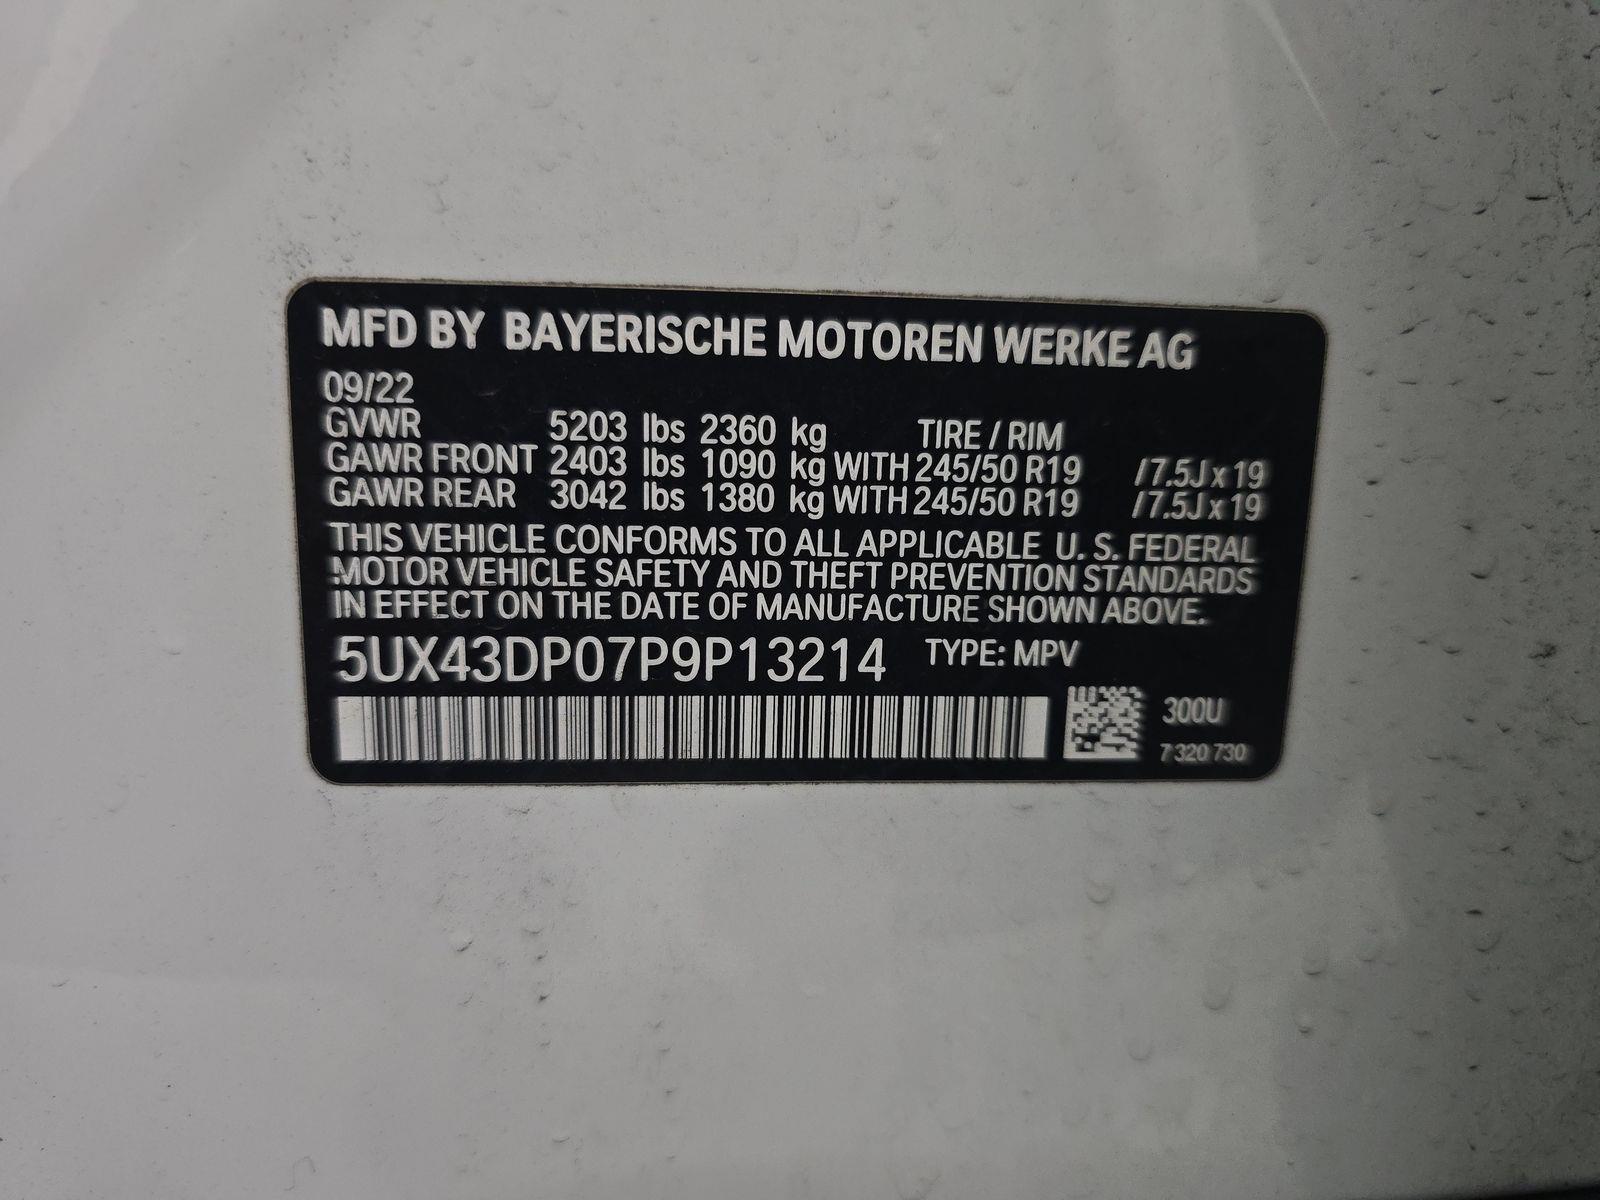 MFD BY BAYERISCHE MOTOREN WERKE AG
09/22
GVWR 5203 lbs 2360 kg TIRE / RIM
GAWR FRONT 2403 lbs 1090 kg WITH 245/50 R19 /7.5J x 19
GAWR REAR 3042 lbs 1380 kg WITH 245/50 R19 /7.5J x 19
THIS VEHICLE CONFORMS TO ALL APPLICABLE U. S. FEDERAL
MOTOR VEHICLE SAFETY AND THEFT PREVENTION STANDARDS
IN EFFECT ON THE DATE OF MANUFACTURE SHOWN ABOVE.
5UX43DP07P9P13214 TYPE: MPV
300U
7 320 730